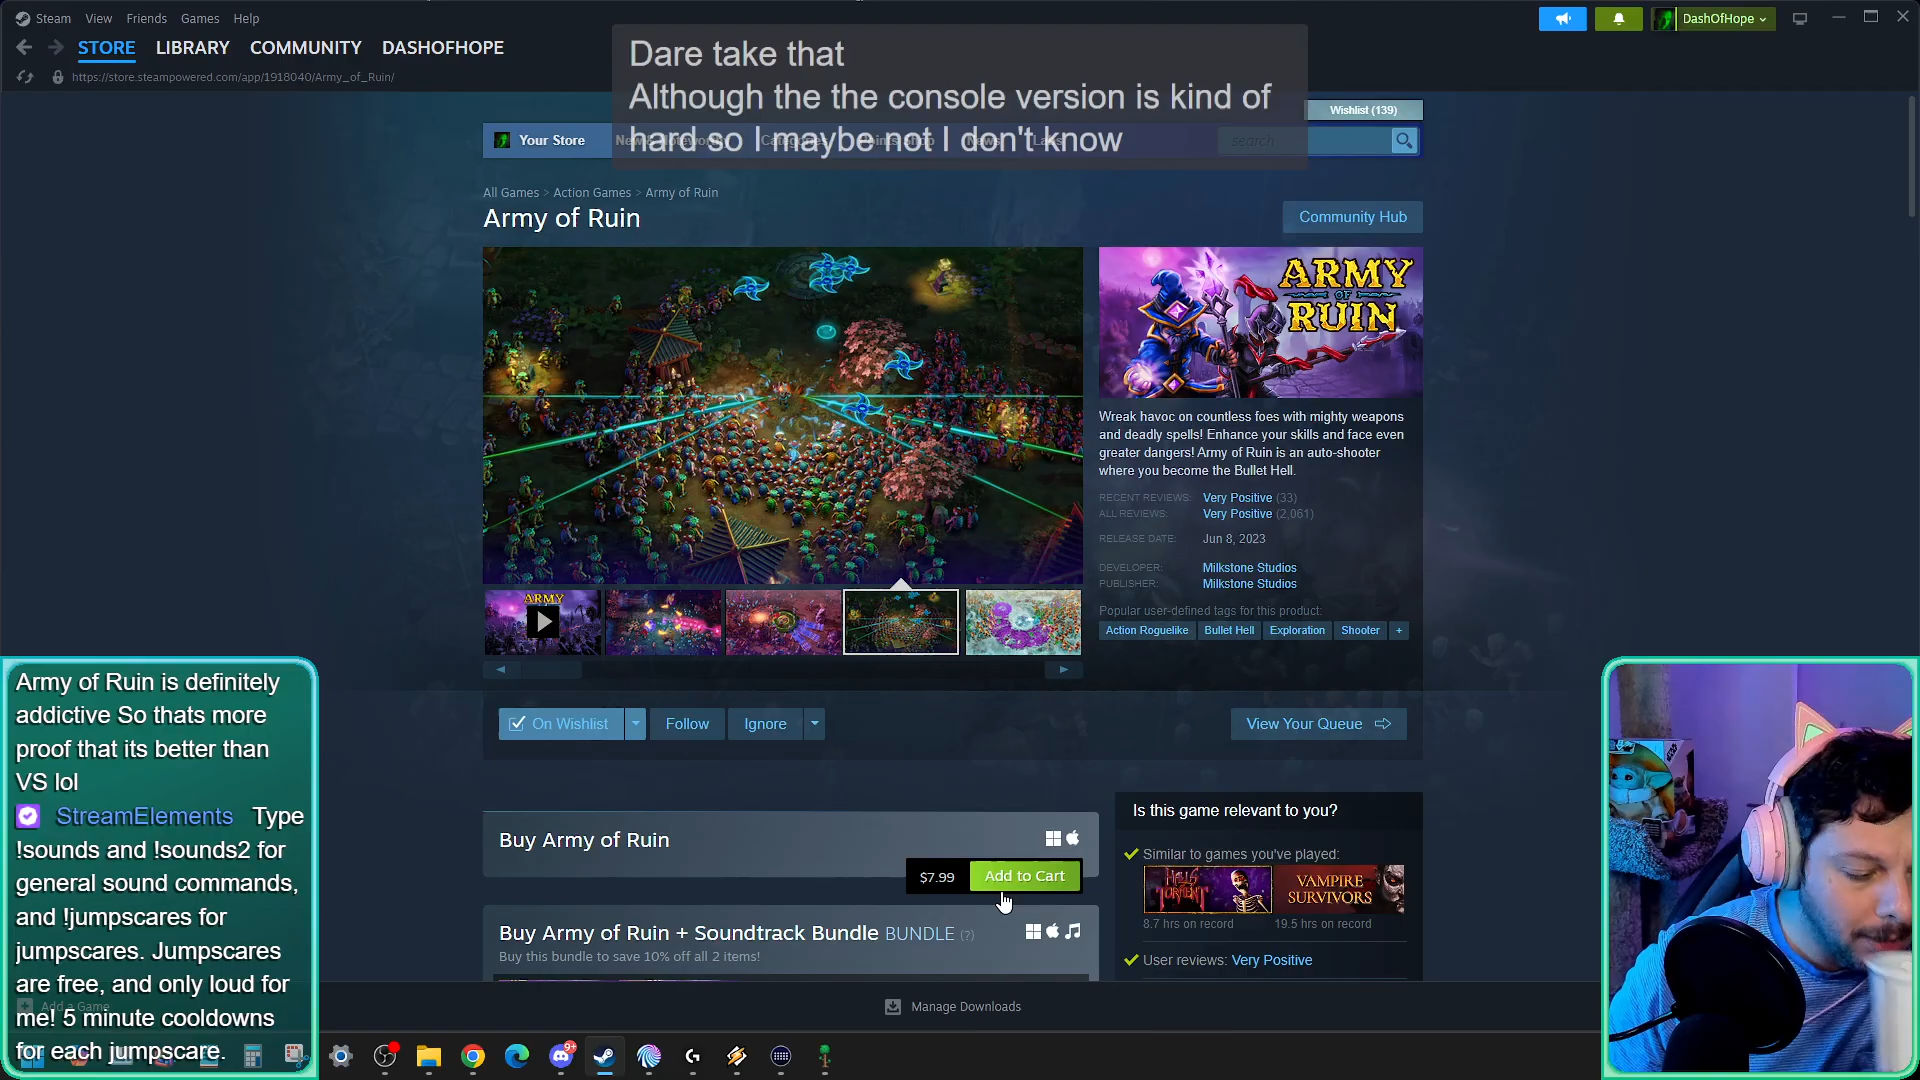 Steam View Friends Games Help
DashOfHope
STORE LIBRARY COMMUNITY DASHOFHOPE
https://store.steampowered.com/app/1918040/Army_of_Ruin/
Dare take that
Although the the console version is kind of
hard so I maybe not I don't know
Wishlist (139)
Your Store
search
All Games > Action Games > Army of Ruin
Army of Ruin
Community Hub
ARMY
OF
RUIN
Wreak havoc on countless foes with mighty weapons
and deadly spells! Enhance your skills and face even
greater dangers! Army of Ruin is an auto-shooter
where you become the Bullet Hell.
RECENT REVIEWS: Very Positive (33)
ALL REVIEWS: Very Positive (2,061)
RELEASE DATE: Jun 8, 2023
DEVELOPER: Milkstone Studios
PUBLISHER: Milkstone Studios
Popular user-defined tags for this product:
Action Roguelike Bullet Hell Exploration Shooter +
ARMY
On Wishlist Follow Ignore View Your Queue
Buy Army of Ruin
$7.99 Add to Cart
Buy Army of Ruin + Soundtrack Bundle BUNDLE (?)
Buy this bundle to save 10% off all 2 items!
Is this game relevant to you?
Similar to games you've played:
HALLS
OF
TORMENT
VAMPIRE
SURVIVORS
8.7 hrs on record 19.5 hrs on record
User reviews: Very Positive
Army of Ruin is definitely
addictive So thats more
proof that its better than
VS lol
StreamElements Type
!sounds and !sounds2 for
general sound commands,
and !jumpscares for
jumpscares. Jumpscares
are free, and only loud for
me! 5 minute cooldowns
for each jumpscare.
Add a Game
Manage Downloads
9+